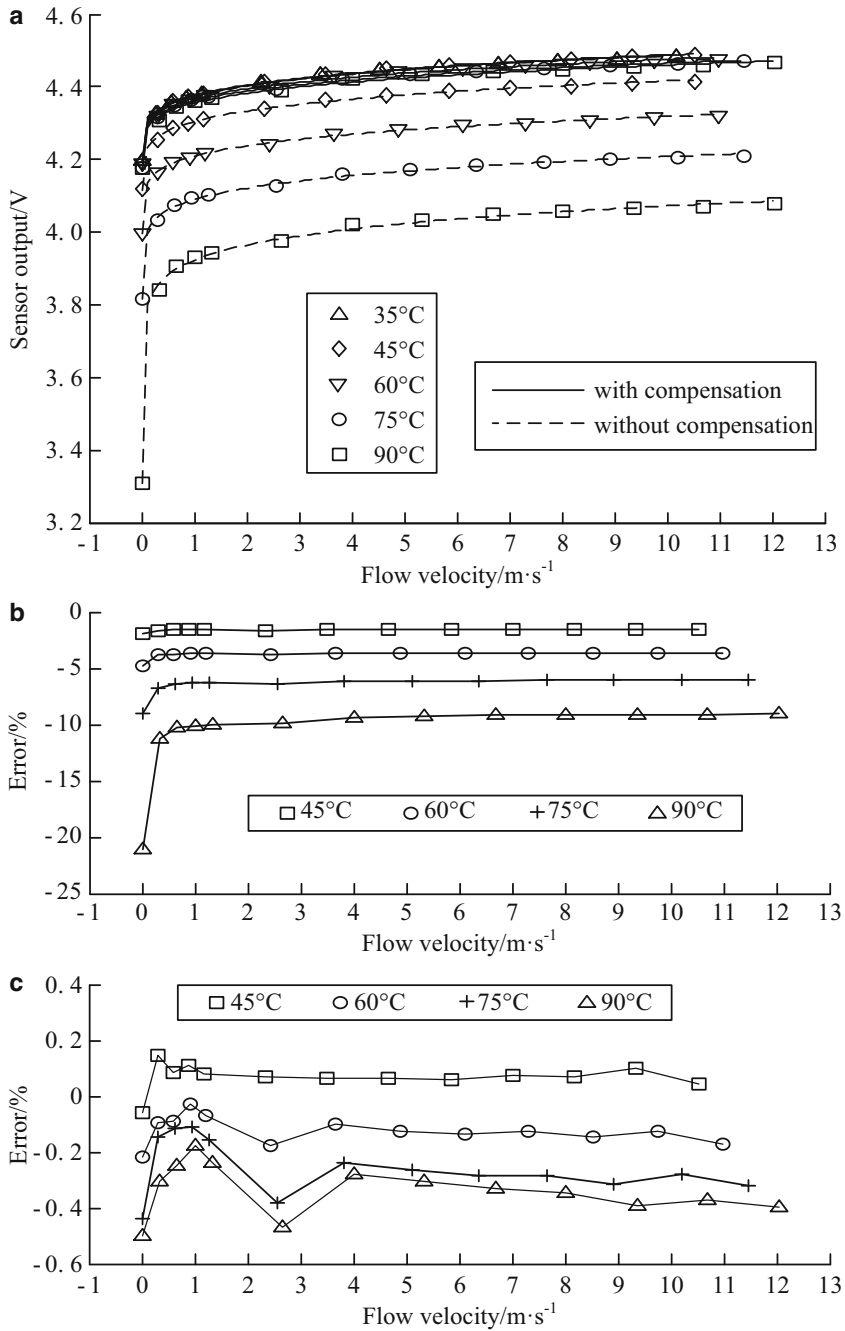 a
4.6
4.4
4.2
4.0
3.8
3.6
3.4
3.2
Sensor output/V
35°C
45°C
60°C
75°C
90°C
with compensation
without compensation
-1 0 1 2 3 4 5 6 7 8 9 10 11 12 13
Flow velocity/m·s-1
b
0
-5
-10
-15
-20
-25
Error/%
45°C 60°C 75°C 90°C
-1 0 1 2 3 4 5 6 7 8 9 10 11 12 13
Flow velocity/m·s-1
c
0.4
0.2
0
-0.2
-0.4
-0.6
Error/%
45°C 60°C 75°C 90°C
-1 0 1 2 3 4 5 6 7 8 9 10 11 12 13
Flow velocity/m·s-1